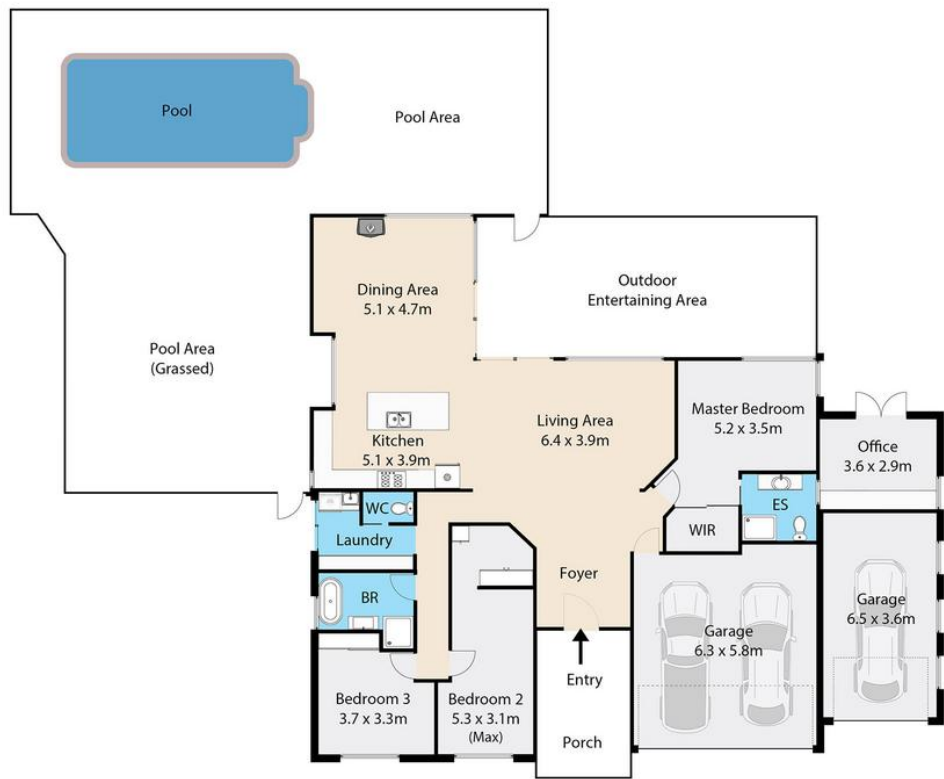 Pool
Pool Area
Dining Area
5.1 x 4.7m
Outdoor
Entertaining Area
Pool Area
(Grassed)
Kitchen
5.1 x 3.9m
Living Area
6.4 x 3.9m
Master Bedroom
5.2 x 3.5m
Office
3.6 x 2.9m
WC
Laundry
ES
WIR
BR
Foyer
Garage
6.3 x 5.8m
Garage
6.5 x 3.6m
Bedroom 3
3.7 x 3.3m
Bedroom 2
5.3 x 3.1m
(Max)
Entry
Porch